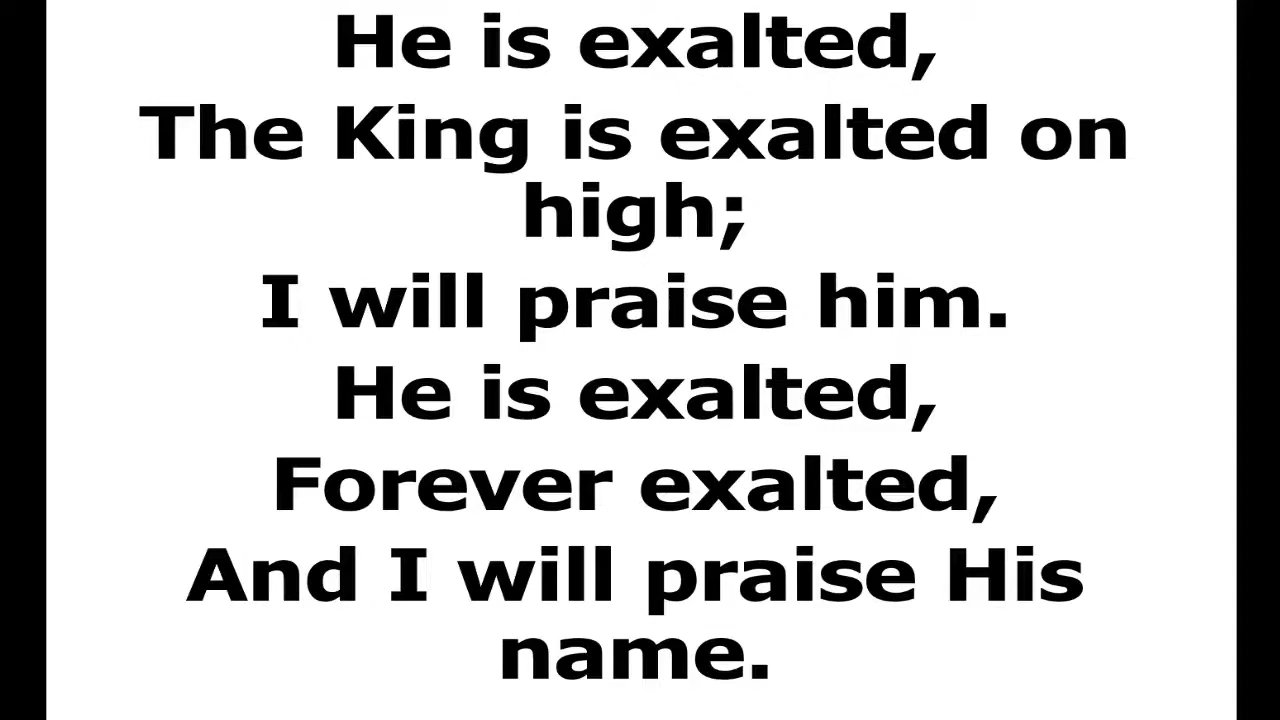 He is exalted,
The King is exalted on
high;
I will praise him.
He is exalted,
Forever exalted,
And I will praise His
name.